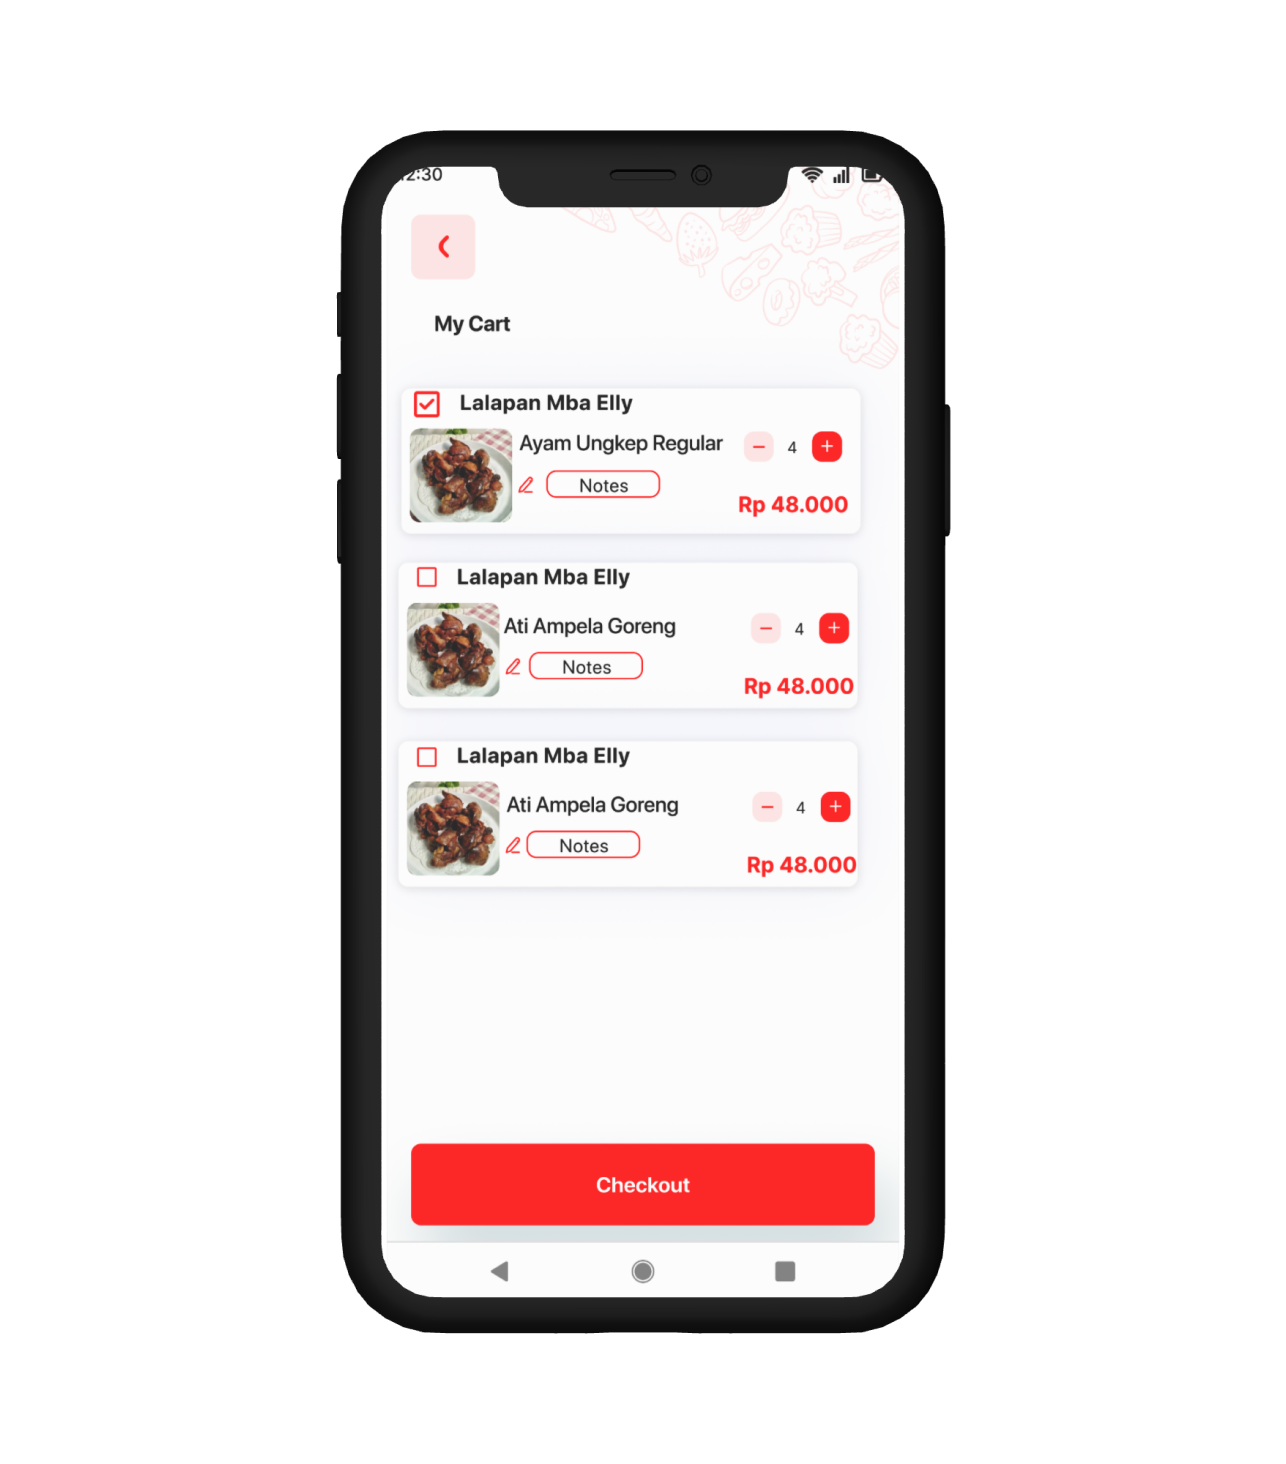 2:30
My Cart
Lalapan Mba Elly
Ayam Ungkep Regular
− 4 +
Notes
Rp 48.000
Lalapan Mba Elly
Ati Ampela Goreng
− 4 +
Notes
Rp 48.000
Lalapan Mba Elly
Ati Ampela Goreng
− 4 +
Notes
Rp 48.000
Checkout